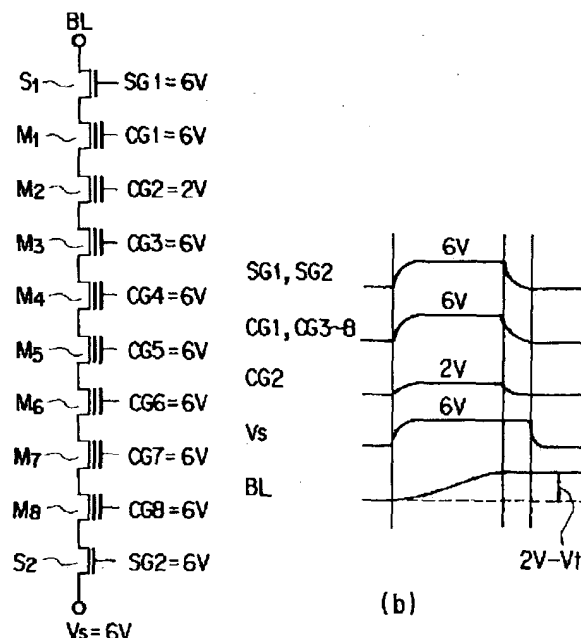 BL
S1 SG1=6V
M1 CG1=6V
M2 CG2=2V
M3 CG3=6V
M4 CG4=6V
M5 CG5=6V
M6 CG6=6V
M7 CG7=6V
M8 CG8=6V
S2 SG2=6V
Vs=6V
SG1, SG2 6V
CG1, CG3~8 6V
CG2 2V
Vs 6V
BL
2V-Vt
(b)